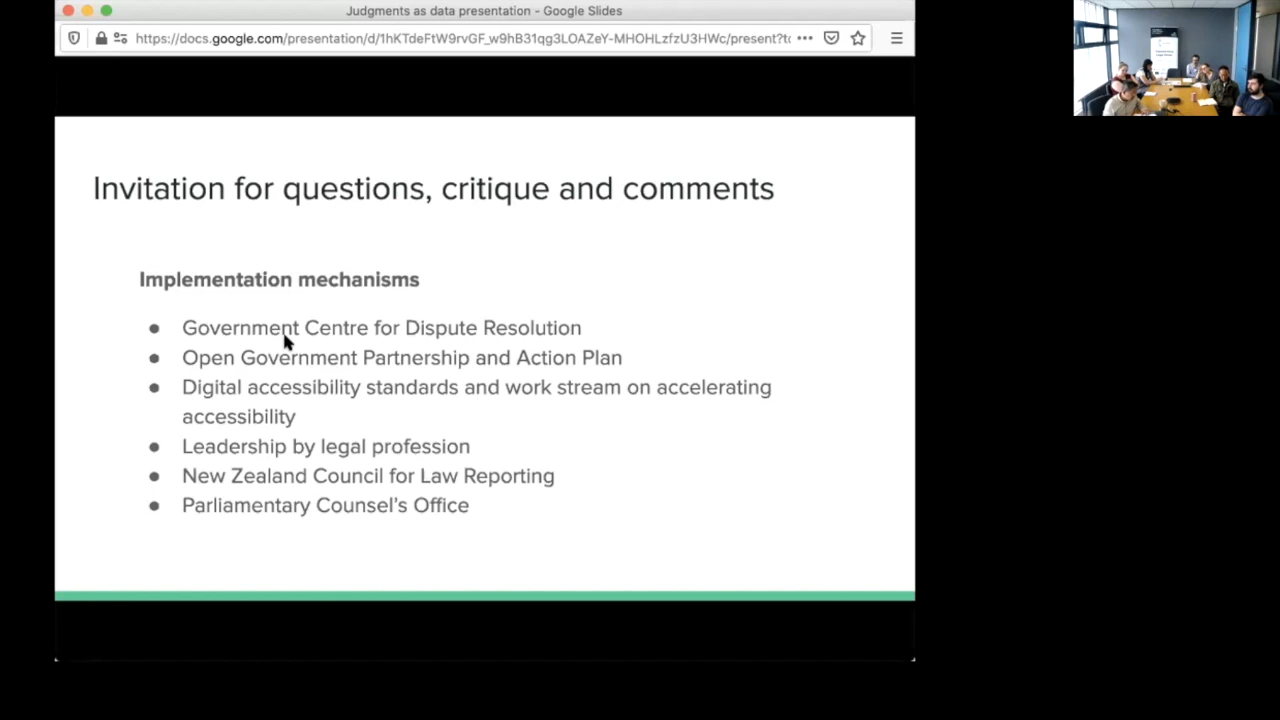 Judgments as data presentation - Google Slides
https://docs.google.com/presentation/d/1hKTdeFtW9rvGF_w9hB31qg3LOAZeY-MHOHLzfzU3HWc/present?to
Invitation for questions, critique and comments
Implementation mechanisms
● Government Centre for Dispute Resolution
● Open Government Partnership and Action Plan
● Digital accessibility standards and work stream on accelerating
accessibility
● Leadership by legal profession
● New Zealand Council for Law Reporting
● Parliamentary Counsel's Office